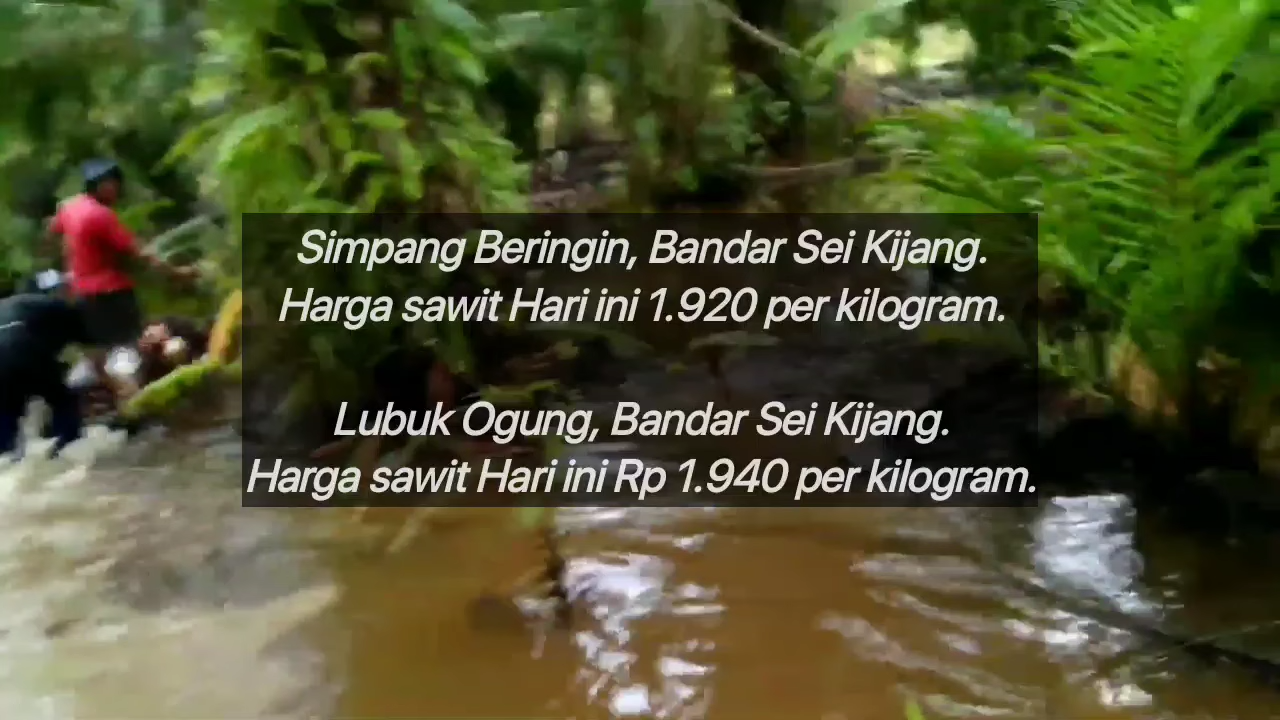 Simpang Beringin, Bandar Sei Kijang.
Harga sawit Hari ini 1.920 per kilogram.
Lubuk Ogung, Bandar Sei Kijang.
Harga sawit Hari ini Rp 1.940 per kilogram.